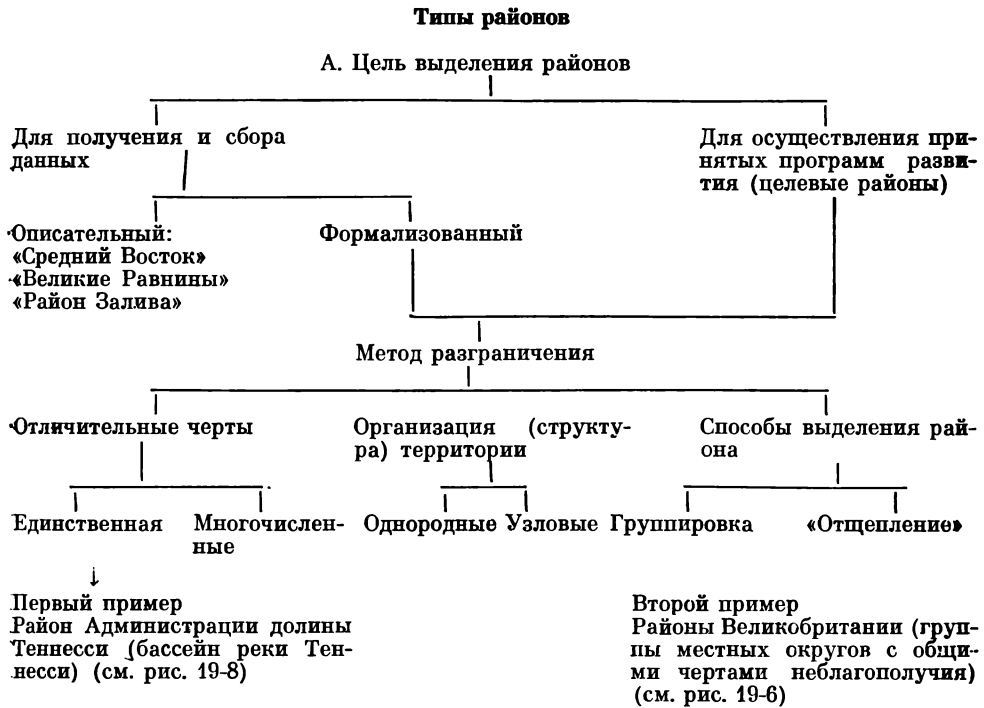 Типы районов
А. Цель выделения районов
Для получения и сбора
данных
Для осуществления при-
нятых программ разви-
тия (целевые районы)
Описательный:
«Средний Восток»
«Великие Равнины»
«Район Залива»
Формализованный
Метод разграничения
Отличительные черты
Организация (структу-
ра) территории
Способы выделения рай-
она
Единственная
Многочислен-
ные
Однородные
Узловые
Группировка
«Отщепление»
Первый пример
Район Администрации долины
Теннесси (бассейн реки Тен-
несси) (см. рис. 19-8)
Второй пример
Районы Великобритании (груп-
пы местных округов с общи-
ми чертами неблагополучия)
(см. рис. 19-6)